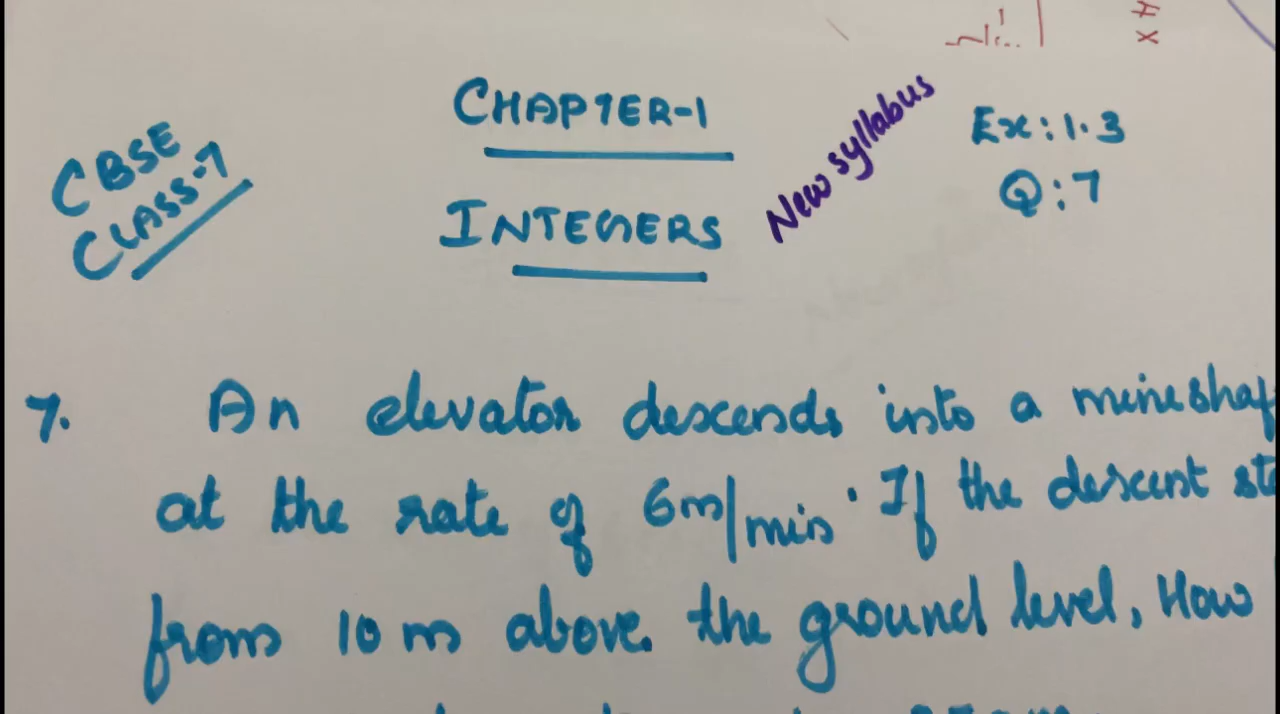 CBSE
CLASS-7
CHAPTER-1
INTEGERS
New syllabus
Ex: 1.3
Q: 7
7. An elevator descends into a mineshaf
at the rate of 6m/min. If the descent sta
from 10 m above the ground level, How